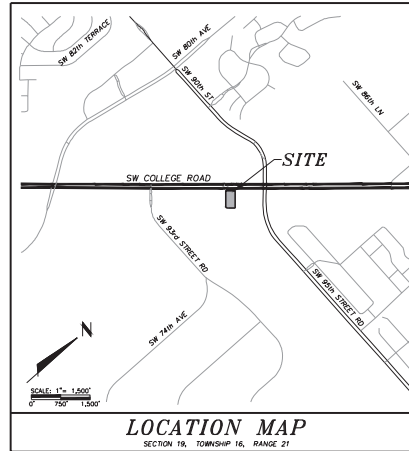 SW 82th TERRACE
SW 80th AVE
SW 90th ST
SW 86th LN
SITE
SW COLLEGE ROAD
SW 93rd STREET RD
SW 95th STREET RD
SW 74th AVE
N
SCALE: 1"= 1,500'
0' 750' 1,500'
LOCATION MAP
SECTION 19, TOWNSHIP 16, RANGE 21